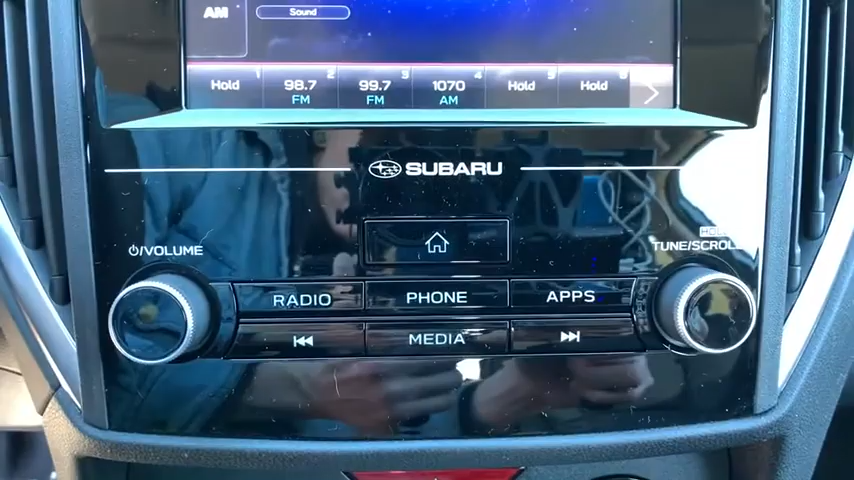 AM
Sound
Hold 1
98.7 2
FM
99.7 3
FM
1070 4
AM
Hold 5
Hold 6
SUBARU
HOLD
/VOLUME
TUNE/SCROLL
RADIO
PHONE
APPS
MEDIA